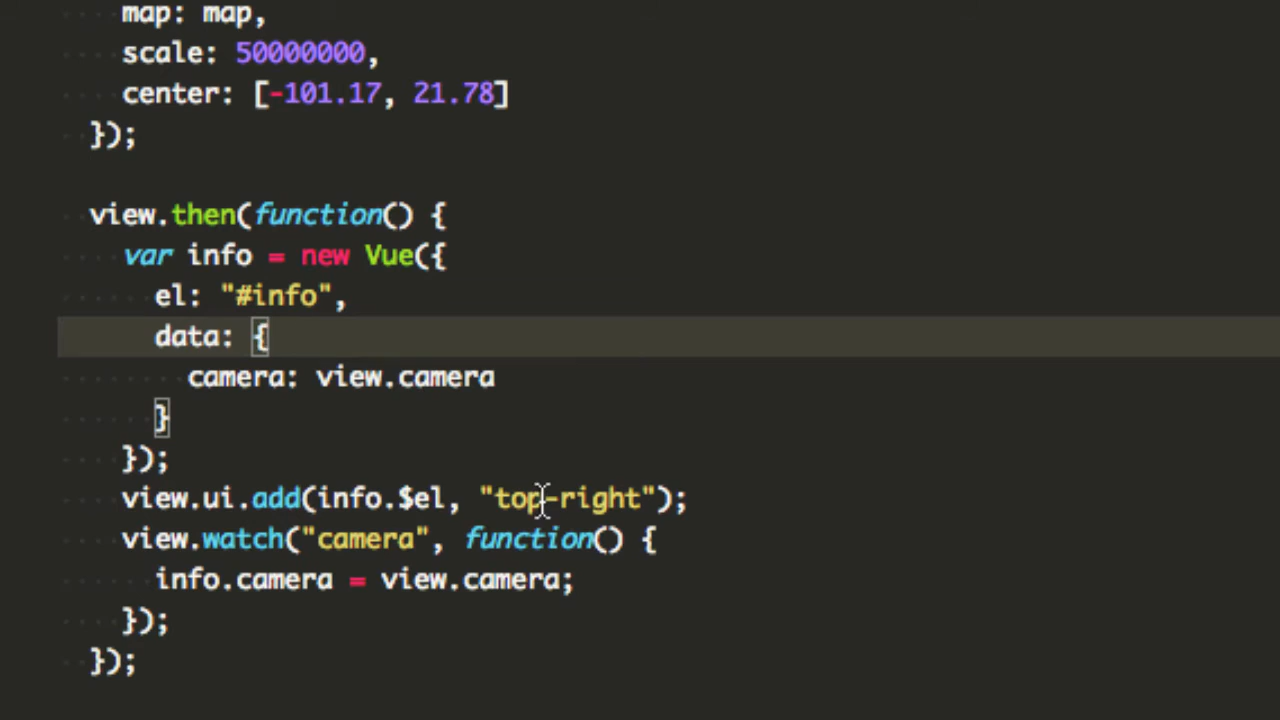 map: map,
scale: 50000000,
center: [-101.17, 21.78]
});
view.then(function() {
var info = new Vue({
el: "#info",
data: {
camera: view.camera
}
});
view.ui.add(info.$el, "top-right");
view.watch("camera", function() {
info.camera = view.camera;
});
});